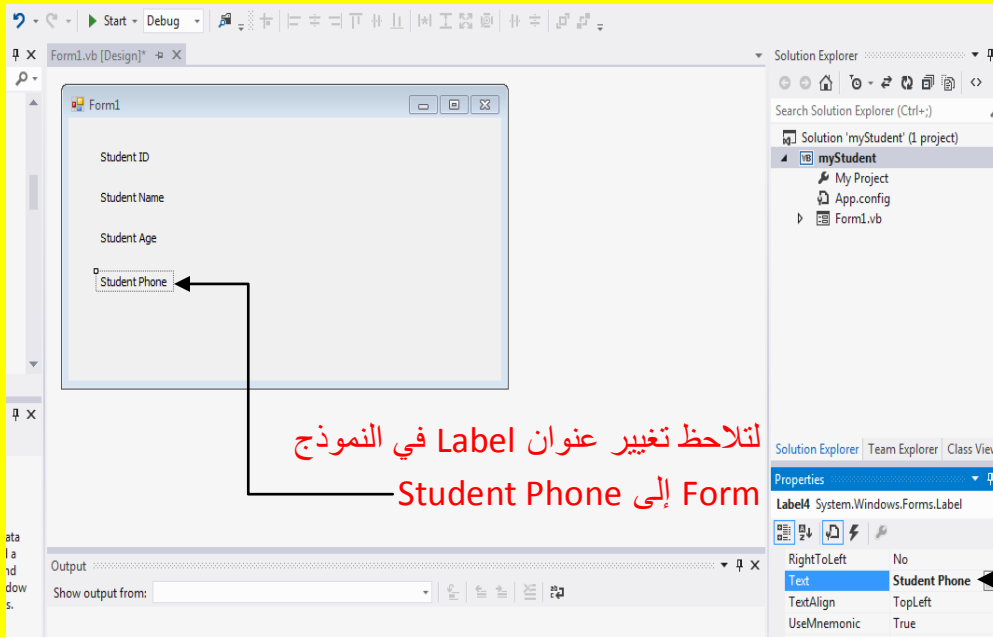 Start
Debug
Form1.vb [Design]*
Form1
Student ID
Student Name
Student Age
Student Phone
لتلاحظ تغيير عنوان Label في النموذج
Form إلى Student Phone
Output
Show output from:
Solution Explorer
Search Solution Explorer (Ctrl+;)
Solution 'myStudent' (1 project)
VB myStudent
My Project
App.config
Form1.vb
Solution Explorer Team Explorer Class View
Properties
Label4 System.Windows.Forms.Label
RightToLeft No
Text Student Phone
TextAlign TopLeft
UseMnemonic True